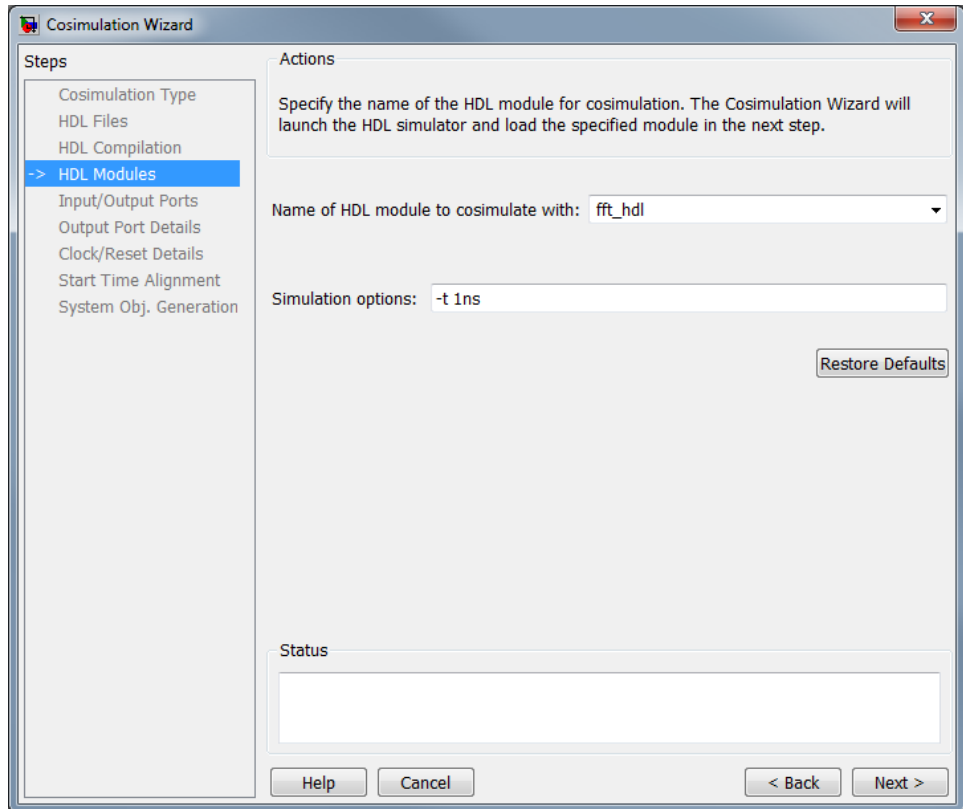 Cosimulation Wizard
Steps
Cosimulation Type
HDL Files
HDL Compilation
-> HDL Modules
Input/Output Ports
Output Port Details
Clock/Reset Details
Start Time Alignment
System Obj. Generation
Actions
Specify the name of the HDL module for cosimulation. The Cosimulation Wizard will
launch the HDL simulator and load the specified module in the next step.
Name of HDL module to cosimulate with: fft_hdl
Simulation options: -t 1ns
Restore Defaults
Status
Help Cancel < Back Next >